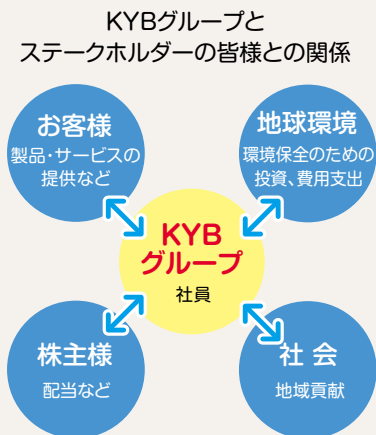 KYBグループと
ステークホルダーの皆様との関係
お客様
製品・サービスの
提供など
地球環境
環境保全のための
投資、費用支出
KYB
グループ
社員
株主様
配当など
社 会
地域貢献